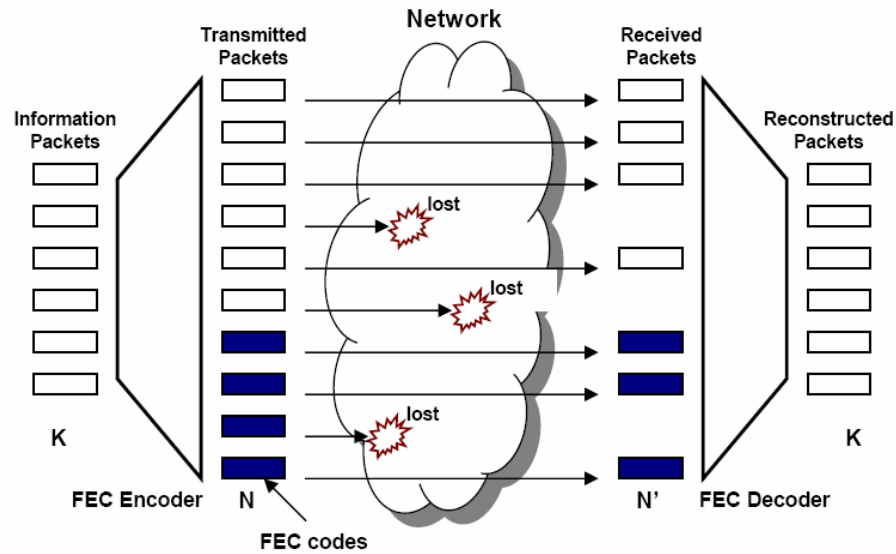 Network
Transmitted
Packets
Received
Packets
Information
Packets
Reconstructed
Packets
lost
lost
lost
K
K
FEC Encoder
N
N’
FEC Decoder
FEC codes